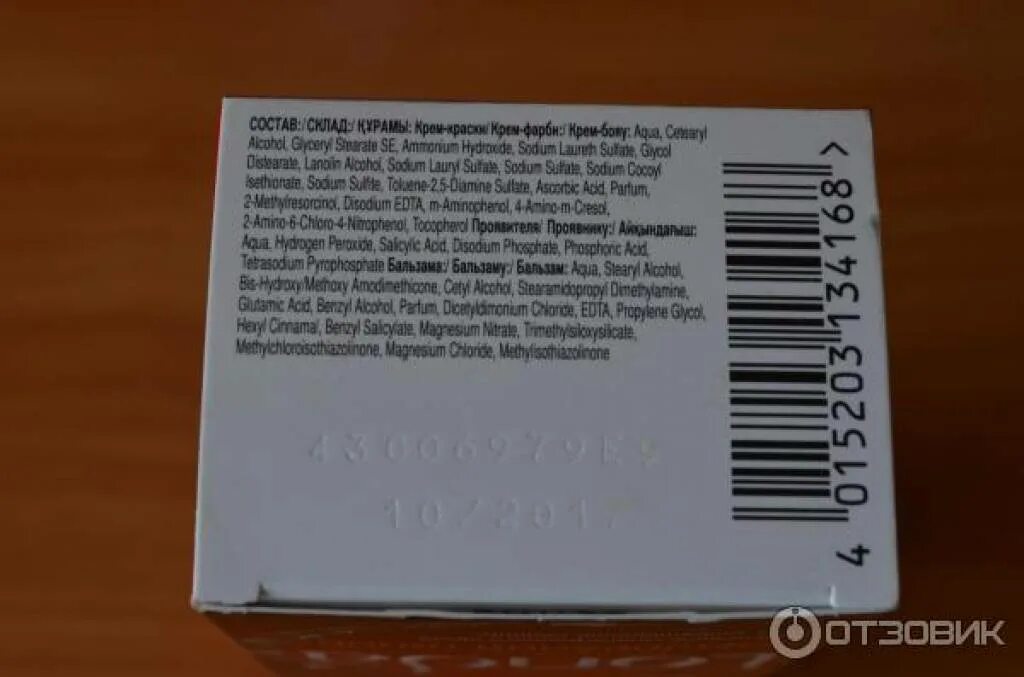 СОСТАВ:/СКЛАД:/ ҚҰРАМЫ: Крем-краски/ Крем-фарби:/ Крем-бояу: Aqua, Cetearyl
Alcohol, Glyceryl Stearate SE, Ammonium Hydroxide, Sodium Laureth Sulfate, Glycol
Distearate, Lanolin Alcohol, Sodium Lauryl Sulfate, Sodium Sulfate, Sodium Cocoyl
Isethionate, Sodium Sulfite, Toluene-2,5-Diamine Sulfate, Ascorbic Acid, Parfum,
2-Methylresorcinol, Disodium EDTA, m-Aminophenol, 4-Amino-m-Cresol,
2-Amino-6-Chloro-4-Nitrophenol, Tocopherol Проявителя/ Проявнику:/ Айқындағыш:
Aqua, Hydrogen Peroxide, Salicylic Acid, Disodium Phosphate, Phosphoric Acid,
Tetrasodium Pyrophosphate Бальзама:/ Бальзаму:/ Бальзам: Aqua, Stearyl Alcohol,
Bis-Hydroxy/Methoxy Amodimethicone, Cetyl Alcohol, Stearamidopropyl Dimethylamine,
Glutamic Acid, Benzyl Alcohol, Parfum, Dicetyldimonium Chloride, EDTA, Propylene Glycol,
Hexyl Cinnamal, Benzyl Salicylate, Magnesium Nitrate, Trimethylsiloxysilicate,
Methylchloroisothiazolinone, Magnesium Chloride, Methylisothiazolinone
10/2017
4 015203 134168 >
ОТЗОВИК